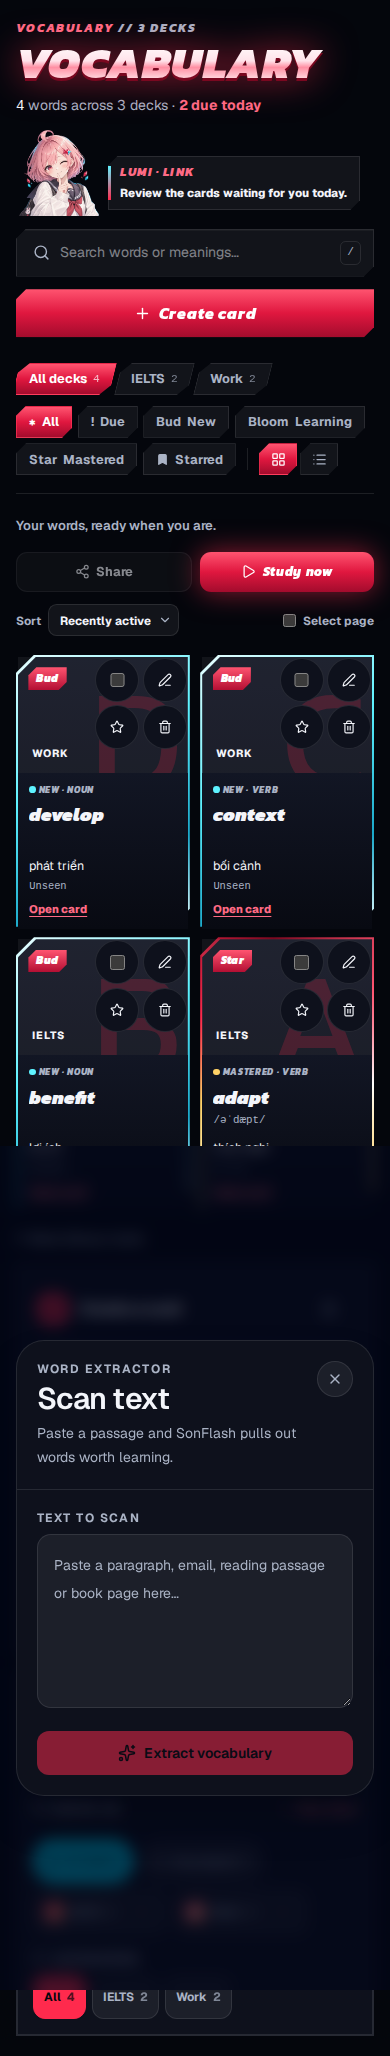 VOCABULARY // 3 DECKS
VOCABULARY
4 words across 3 decks · 2 due today
LUMI · LINK
Review the cards waiting for you today.
Search words or meanings... /
Create card
All decks 4 IELTS 2 Work 2
All ! Due Bud New Bloom Learning
Star Mastered Starred
Your words, ready when you are.
Share Study now
Sort Recently active Select page
Bud
WORK
NEW · NOUN
develop
phát triển
Unseen
Open card
Bud
WORK
NEW · VERB
context
bối cảnh
Unseen
Open card
Bud
IELTS
NEW · NOUN
benefit
Star
IELTS
MASTERED · VERB
adapt
/əˈdæpt/
WORD EXTRACTOR
Scan text
Paste a passage and SonFlash pulls out
words worth learning.
TEXT TO SCAN
Paste a paragraph, email, reading passage
or book page here...
Extract vocabulary
All 4 IELTS 2 Work 2